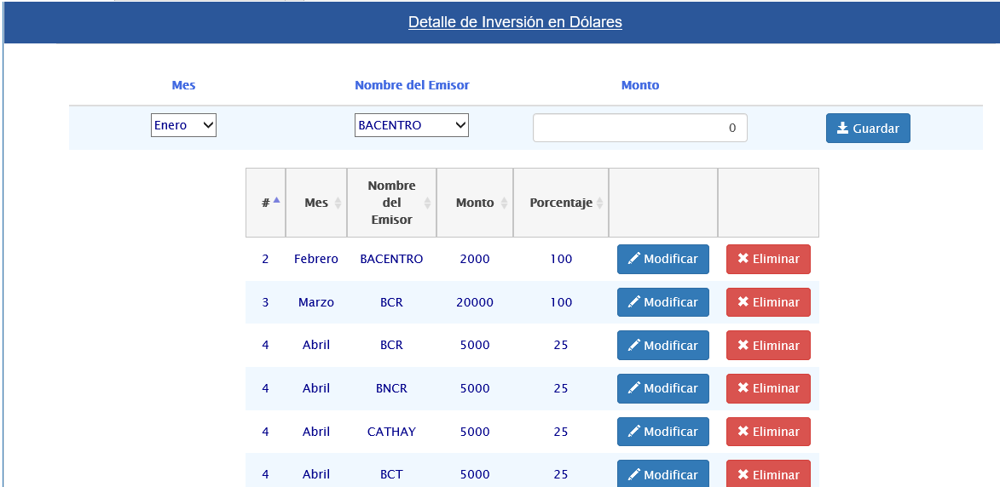 Detalle de Inversión en Dólares
Mes Nombre del Emisor Monto
Enero BACENTRO 0 Guardar
# Mes Nombre del Emisor Monto Porcentaje
2 Febrero BACENTRO 2000 100 Modificar Eliminar
3 Marzo BCR 20000 100 Modificar Eliminar
4 Abril BCR 5000 25 Modificar Eliminar
4 Abril BNCR 5000 25 Modificar Eliminar
4 Abril CATHAY 5000 25 Modificar Eliminar
4 Abril BCT 5000 25 Modificar Eliminar